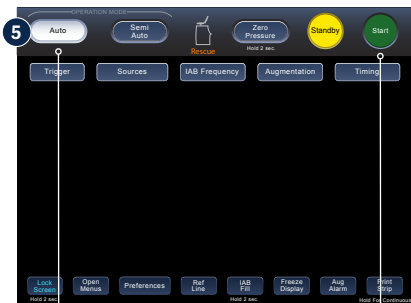 OPERATION MODE
5
Auto
Semi
Auto
Rescue
Zero
Pressure
Hold 2 sec.
Standby
Start
Trigger
Sources
IAB Frequency
Augmentation
Timing
Lock
Screen
Hold 2 sec.
Open
Menus
Preferences
Ref
Line
IAB
Fill
Hold 2 sec.
Freeze
Display
Aug
Alarm
Print
Strip
Hold For Continuous